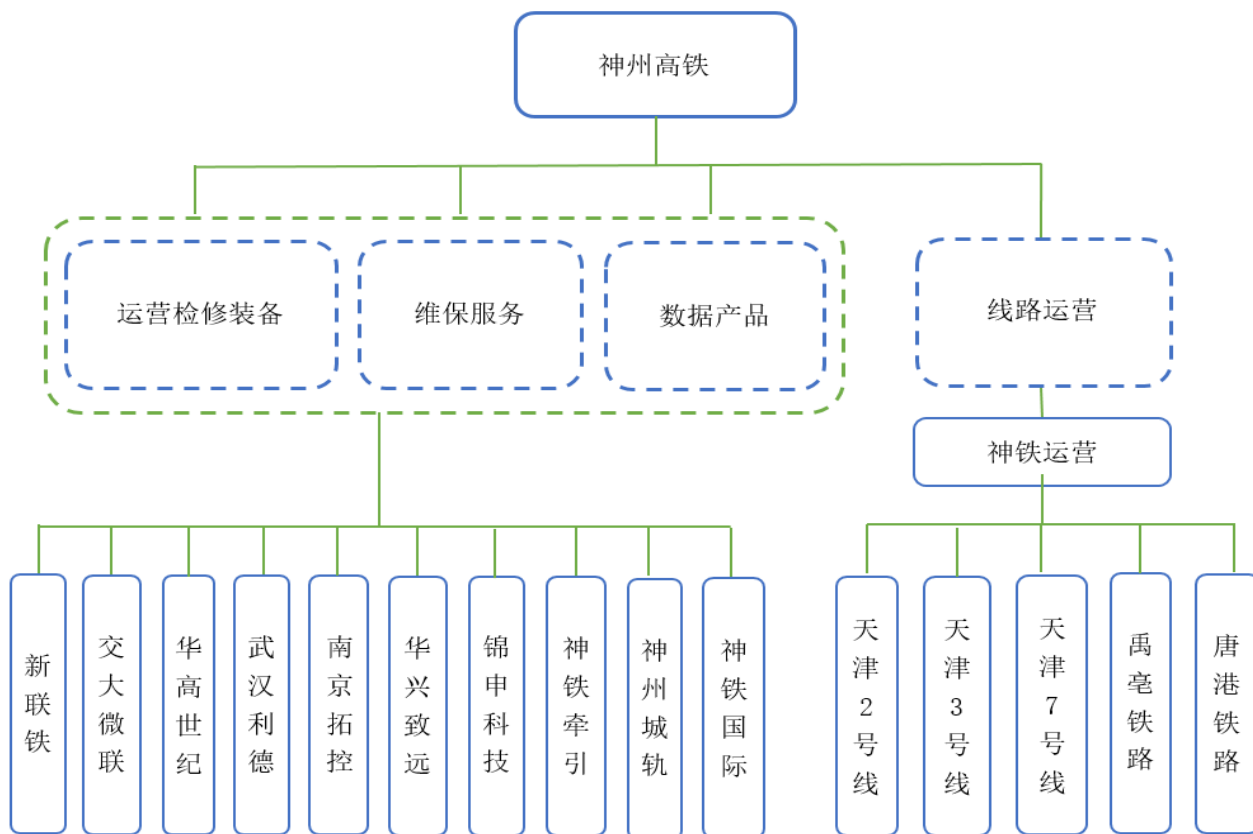 神州高铁
运营检修装备
维保服务
数据产品
线路运营
神铁运营
新联铁
交大微联
华高世纪
武汉利德
南京拓控
华兴致远
锦申科技
神铁牵引
神州城轨
神铁国际
天津2号线
天津3号线
天津7号线
禹亳铁路
唐港铁路